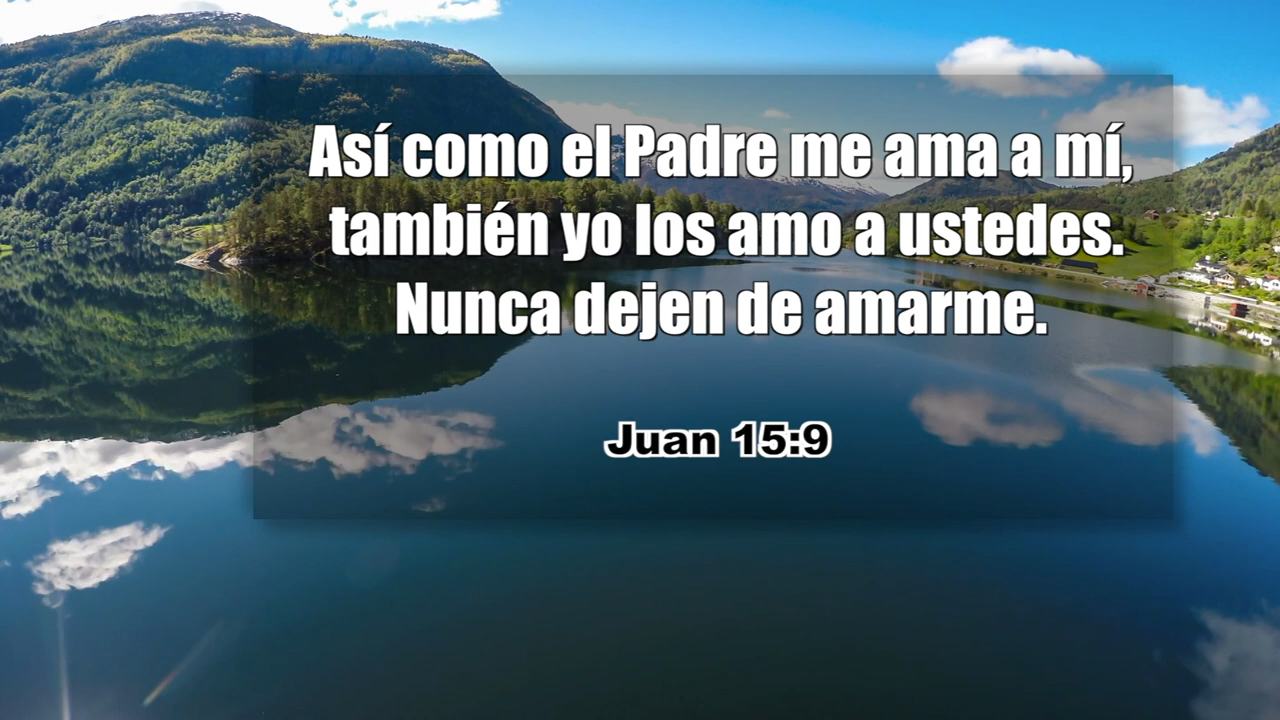 Así como el Padre me ama a mí,
también yo los amo a ustedes.
Nunca dejen de amarme.
Juan 15:9